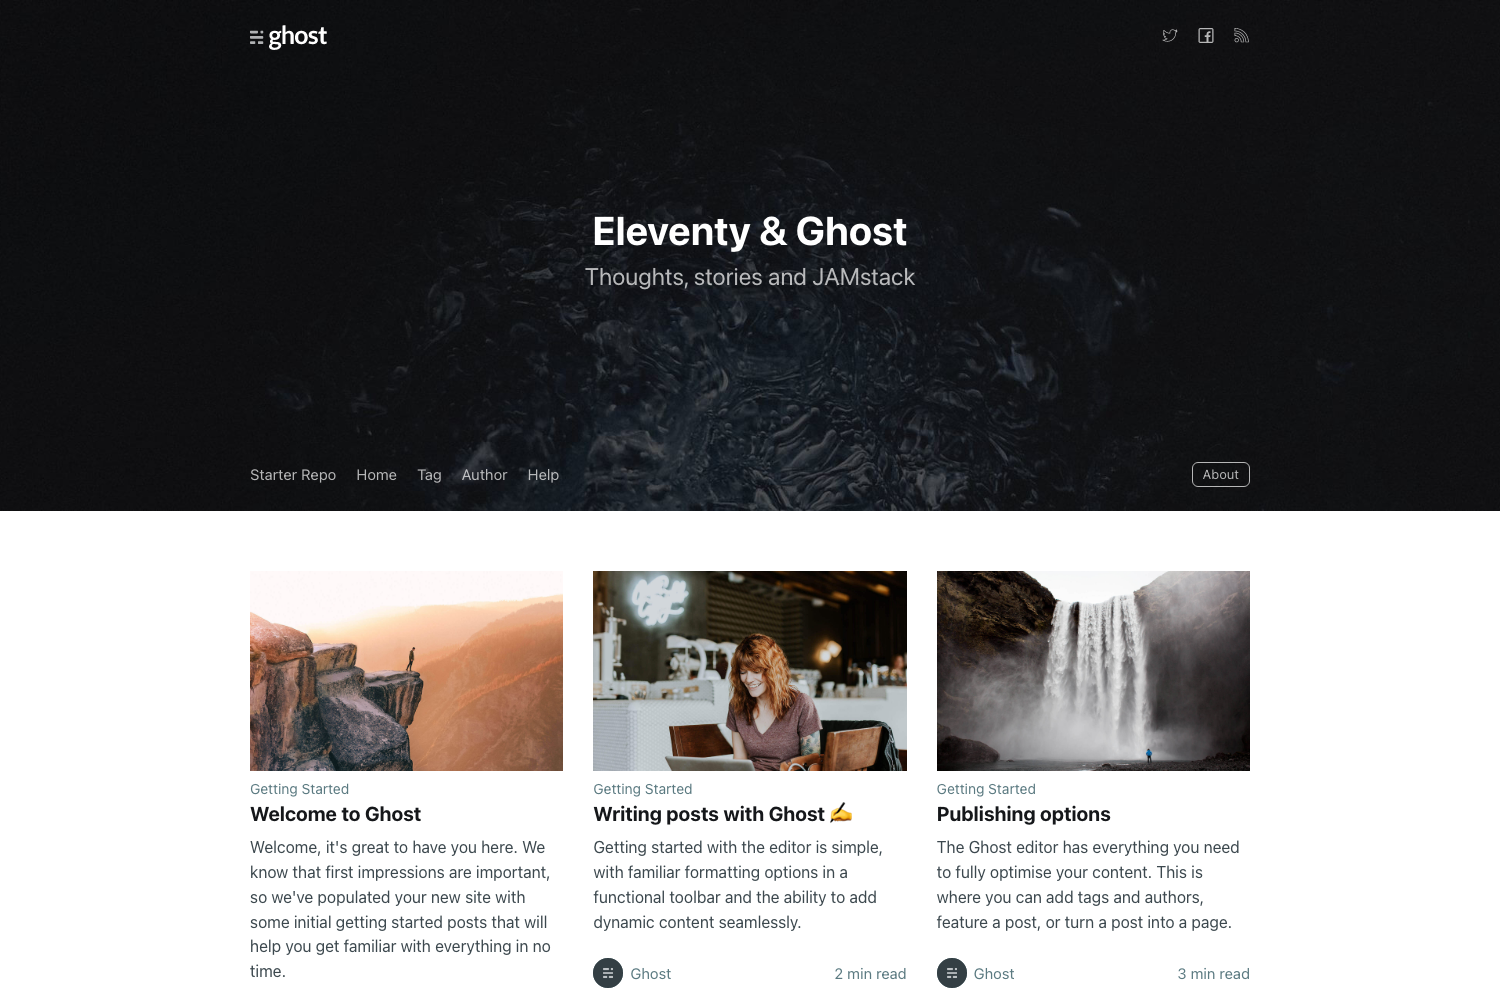 ghost
Eleventy & Ghost
Thoughts, stories and JAMstack
Starter Repo Home Tag Author Help About
Getting Started
Welcome to Ghost
Welcome, it's great to have you here. We
know that first impressions are important,
so we've populated your new site with
some initial getting started posts that will
help you get familiar with everything in no
time.
Getting Started
Writing posts with Ghost ✍️
Getting started with the editor is simple,
with familiar formatting options in a
functional toolbar and the ability to add
dynamic content seamlessly.
Ghost 2 min read
Getting Started
Publishing options
The Ghost editor has everything you need
to fully optimise your content. This is
where you can add tags and authors,
feature a post, or turn a post into a page.
Ghost 3 min read